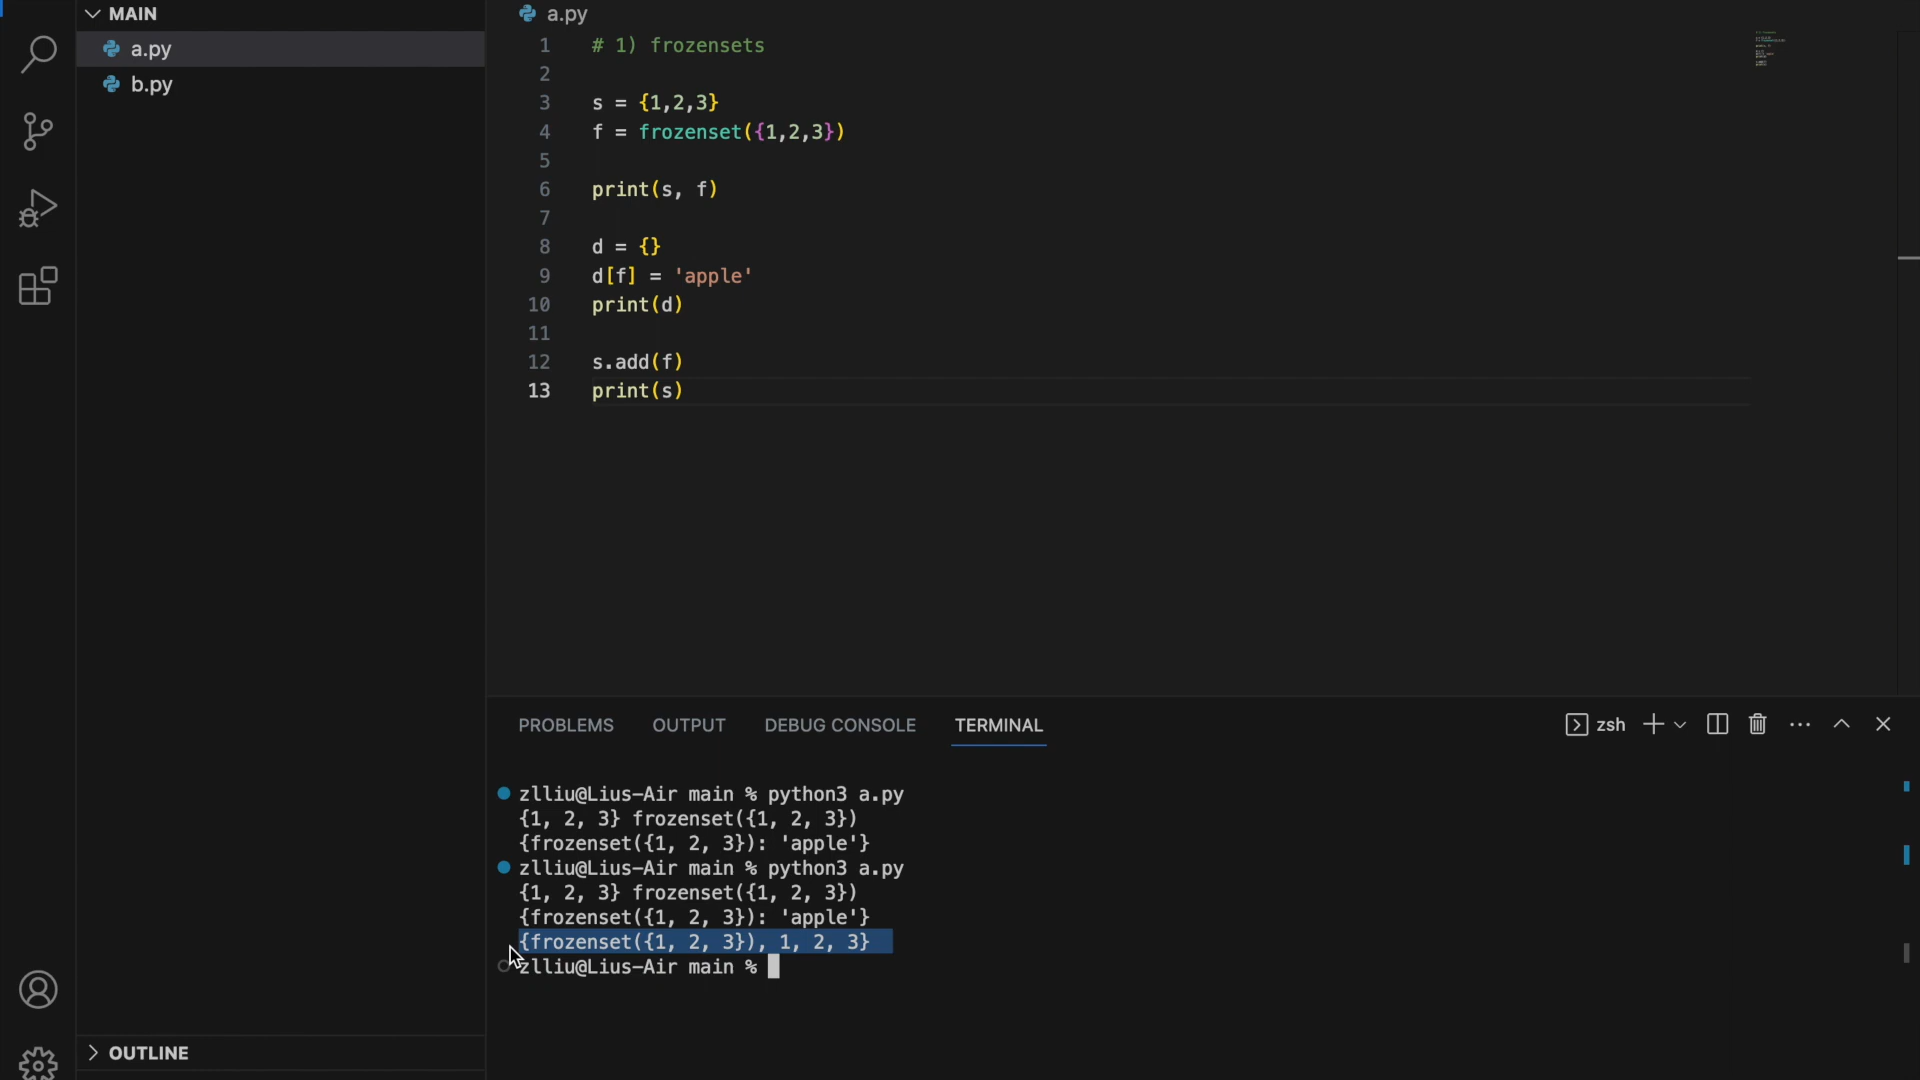 MAIN
a.py
b.py
OUTLINE
a.py
1 # 1) frozensets
2
3 s = {1,2,3}
4 f = frozenset({1,2,3})
5
6 print(s, f)
7
8 d = {}
9 d[f] = 'apple'
10 print(d)
11
12 s.add(f)
13 print(s)
PROBLEMS OUTPUT DEBUG CONSOLE TERMINAL zsh
zlliu@Lius-Air main % python3 a.py
{1, 2, 3} frozenset({1, 2, 3})
{frozenset({1, 2, 3}): 'apple'}
zlliu@Lius-Air main % python3 a.py
{1, 2, 3} frozenset({1, 2, 3})
{frozenset({1, 2, 3}): 'apple'}
{frozenset({1, 2, 3}), 1, 2, 3}
zlliu@Lius-Air main %